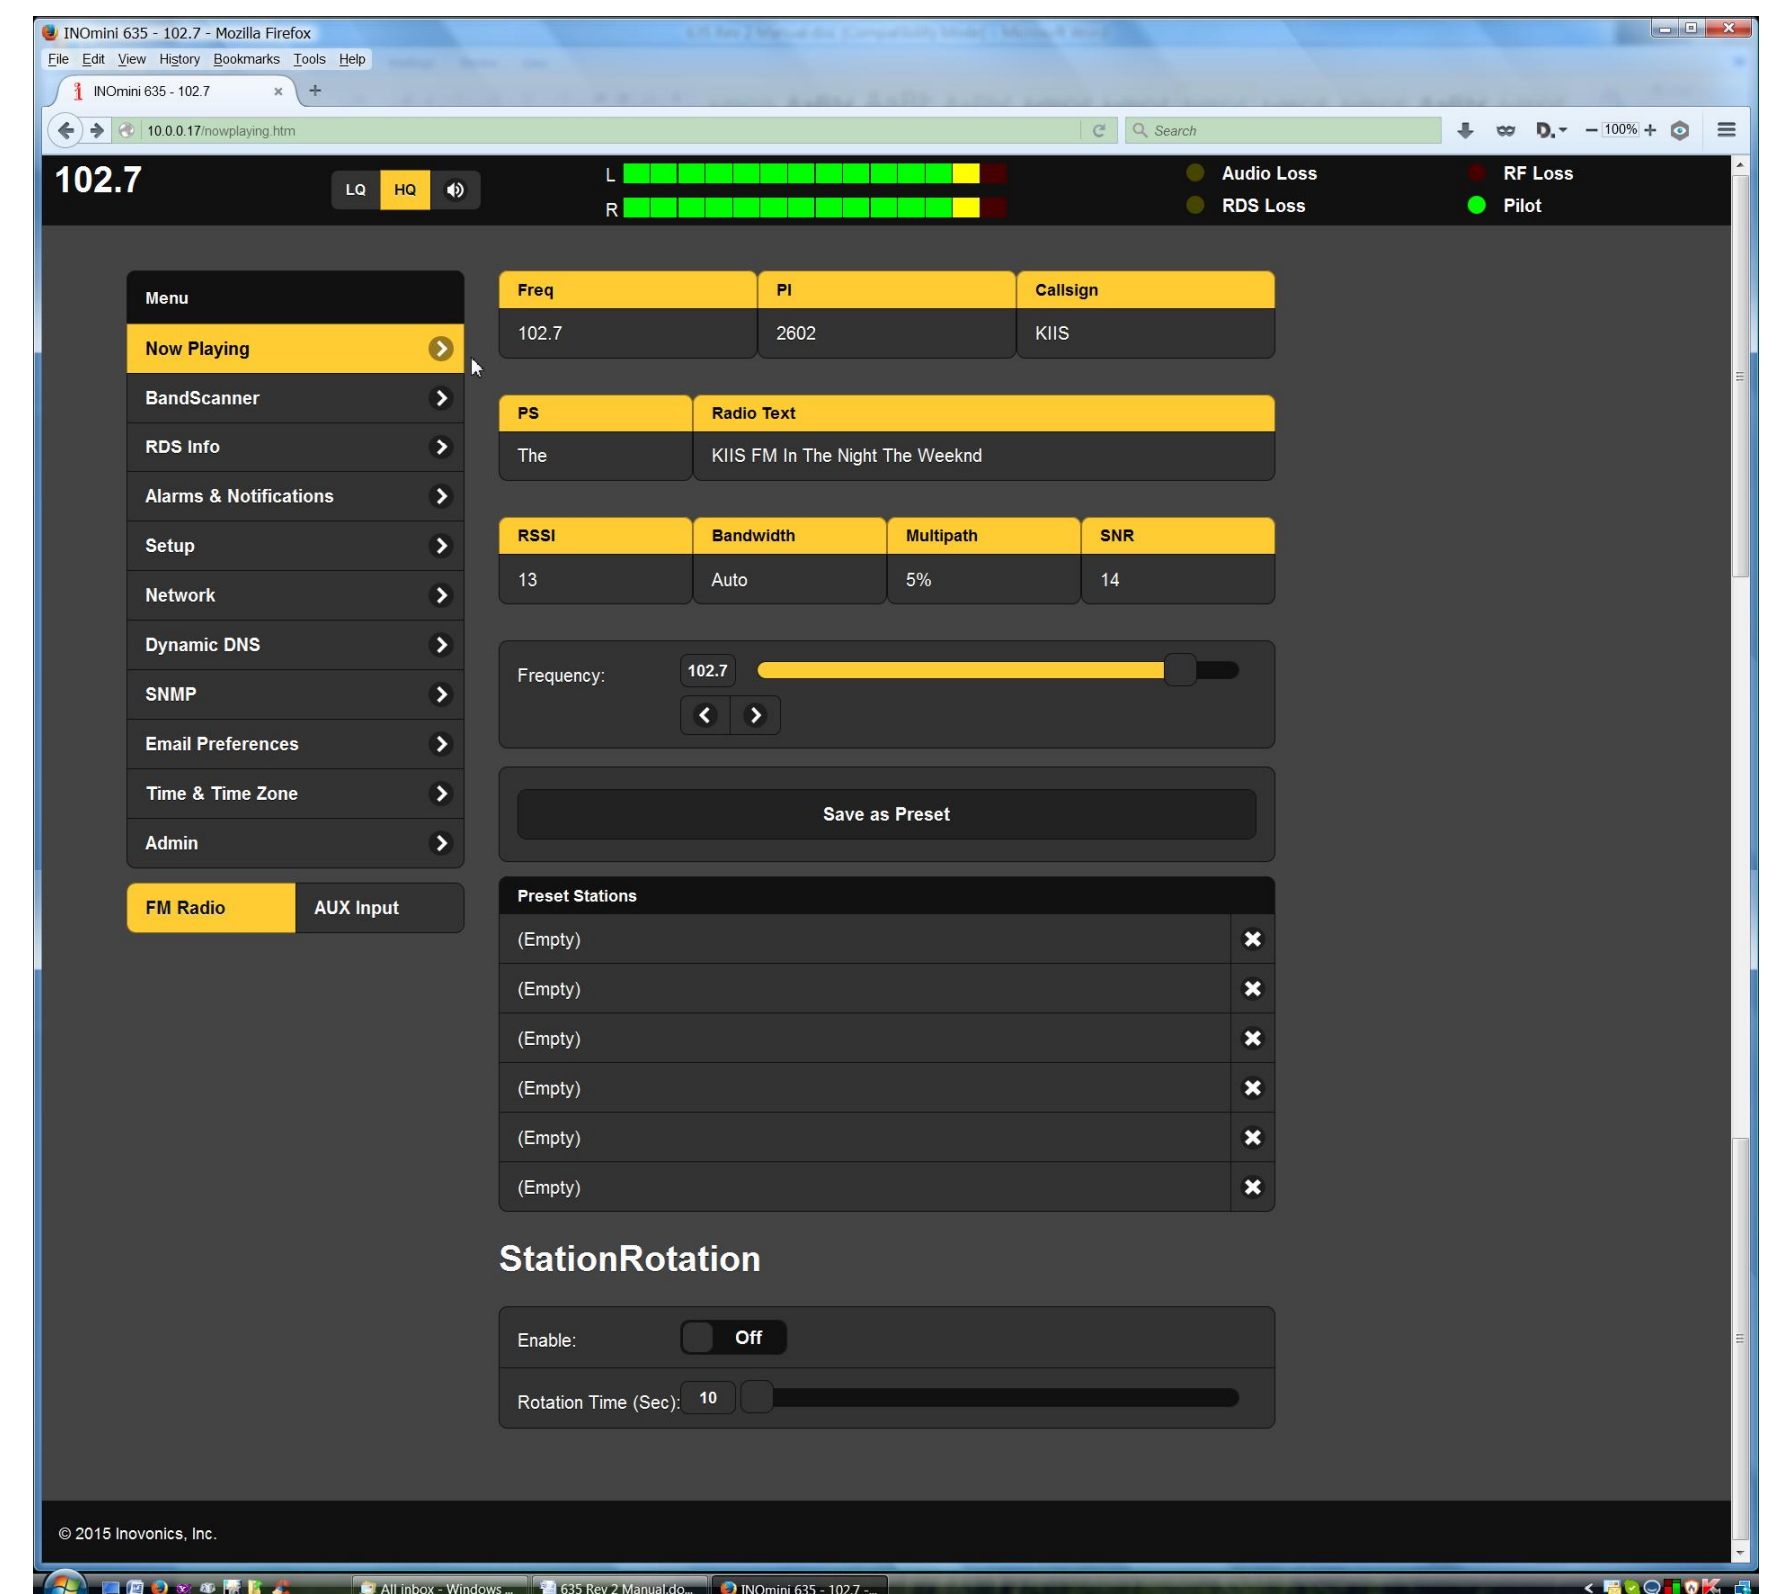 INOmini 635 - 102.7 - Mozilla Firefox
File Edit View History Bookmarks Tools Help
INOmini 635 - 102.7 × +
10.0.0.17/nowplaying.htm Search 100%
102.7 LQ HQ L Audio Loss RF Loss
R RDS Loss Pilot
Menu
Now Playing
BandScanner
RDS Info
Alarms & Notifications
Setup
Network
Dynamic DNS
SNMP
Email Preferences
Time & Time Zone
Admin
FM Radio AUX Input
Freq PI Callsign
102.7 2602 KIIS
PS Radio Text
The KIIS FM In The Night The Weeknd
RSSI Bandwidth Multipath SNR
13 Auto 5% 14
Frequency: 102.7
Save as Preset
Preset Stations
(Empty)
(Empty)
(Empty)
(Empty)
(Empty)
(Empty)
StationRotation
Enable: Off
Rotation Time (Sec): 10
© 2015 Inovonics, Inc.
All inbox - Windows ... 635 Rev 2 Manual.do... INOmini 635 - 102.7 -...